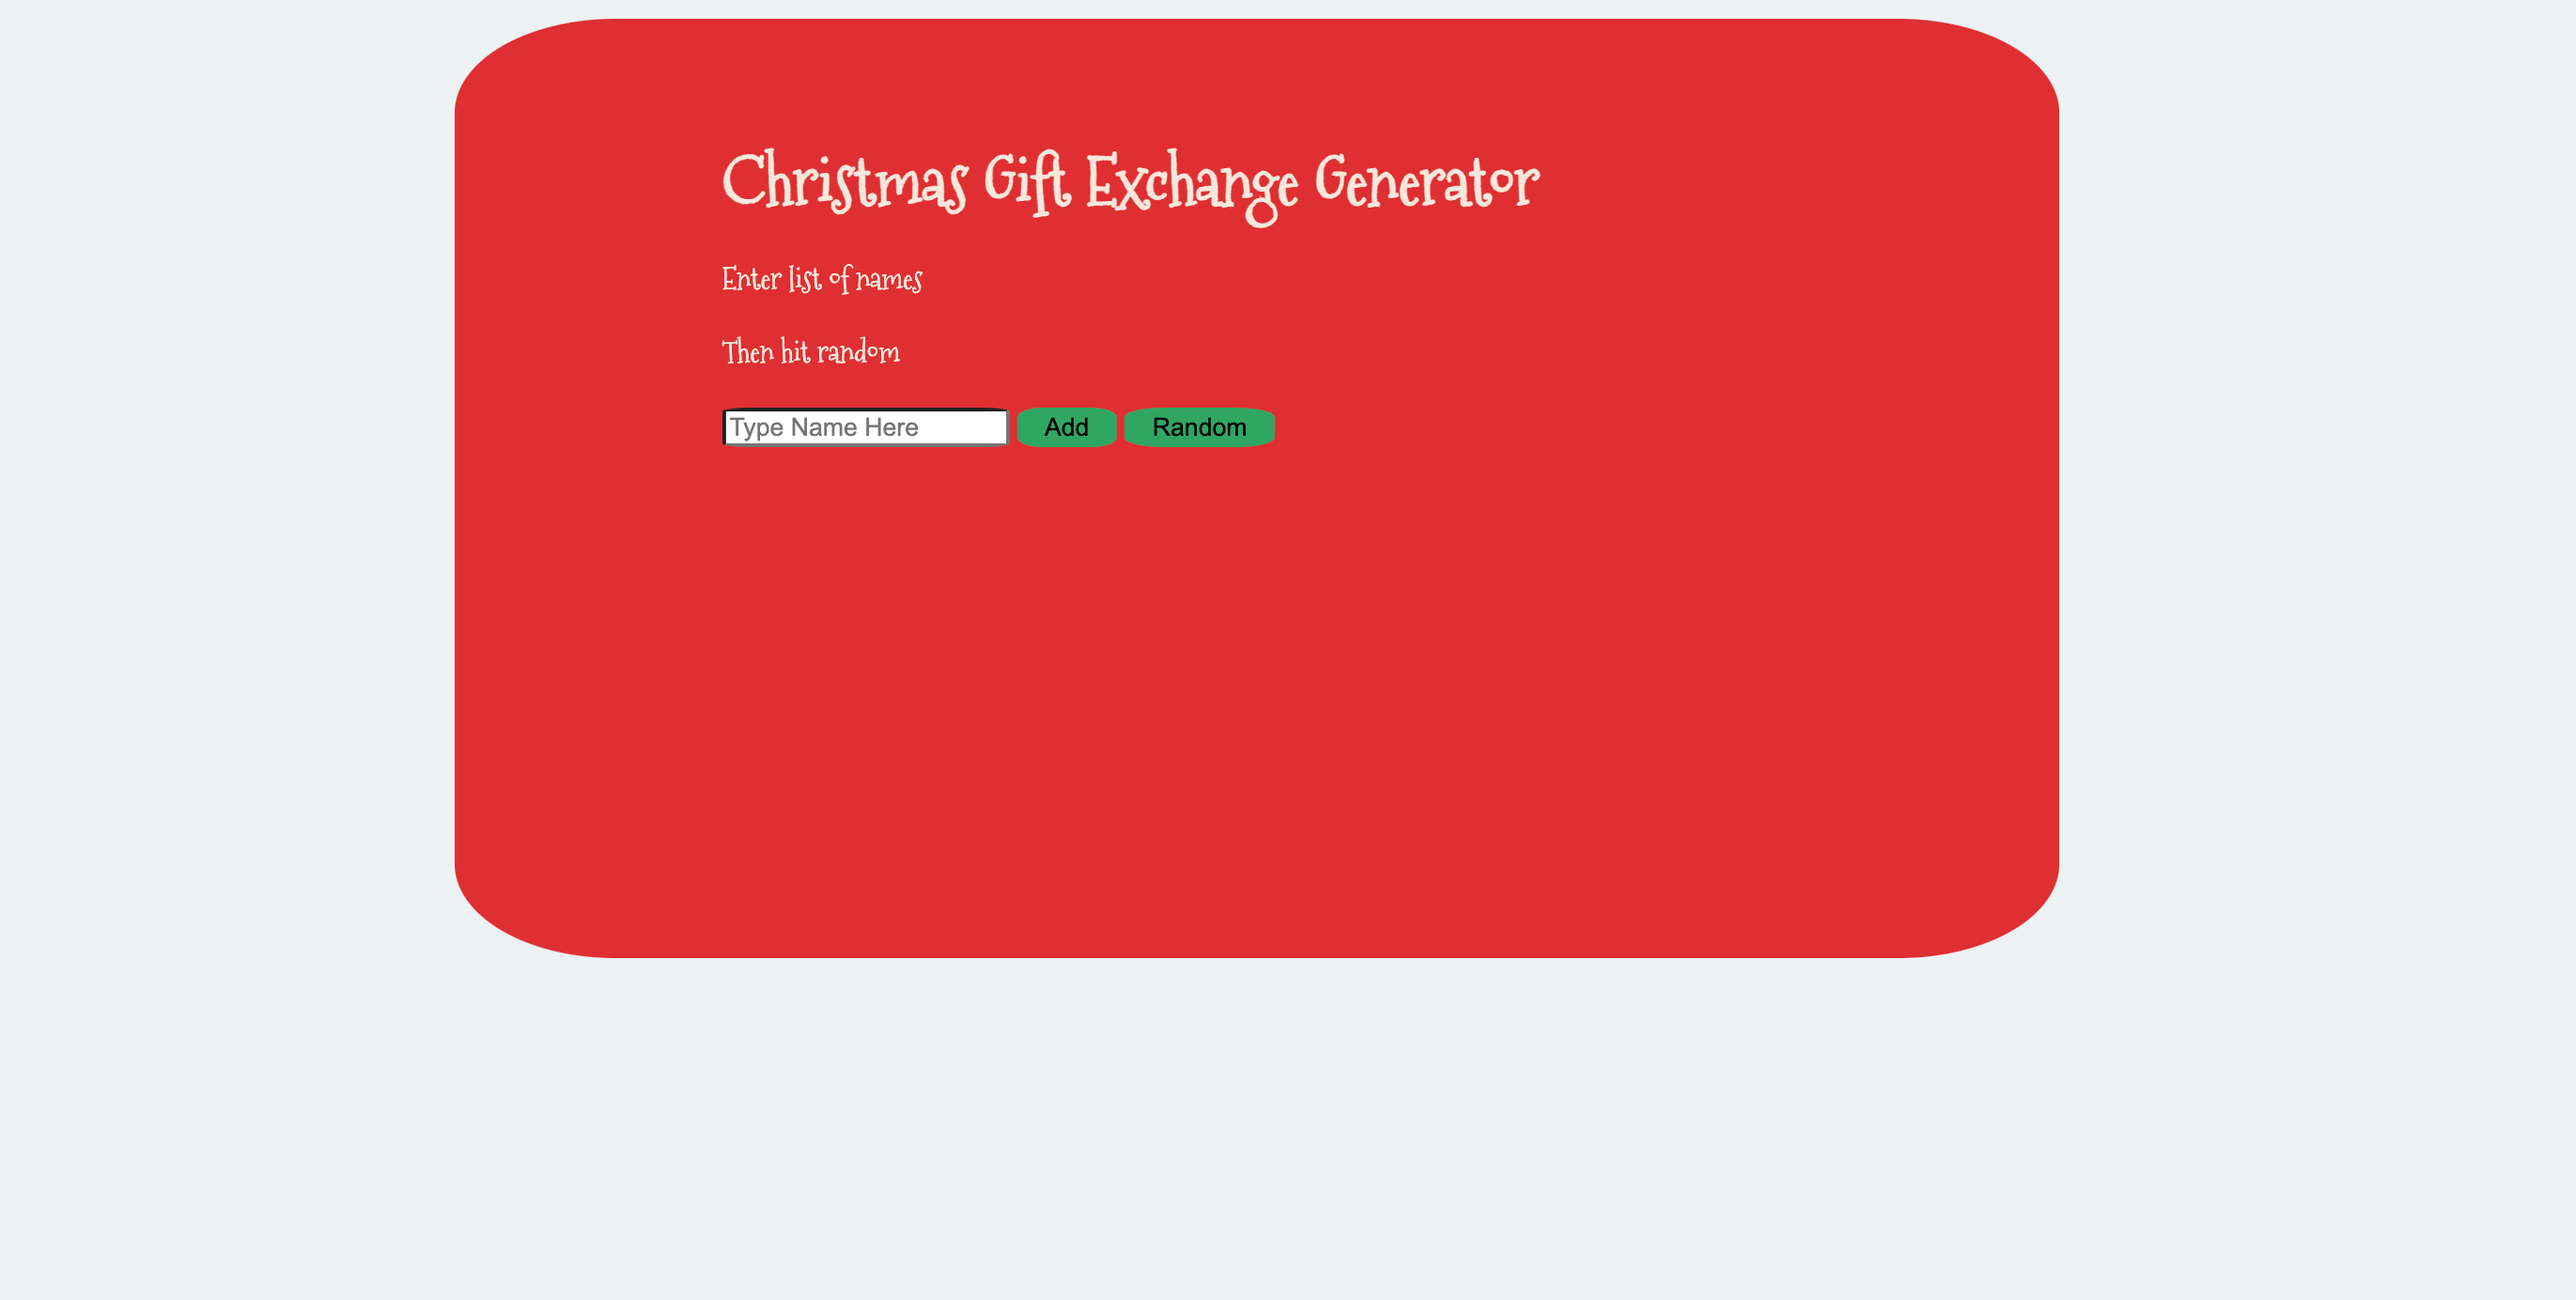 Christmas Gift Exchange Generator
Enter list of names
Then hit random
Type Name Here Add Random